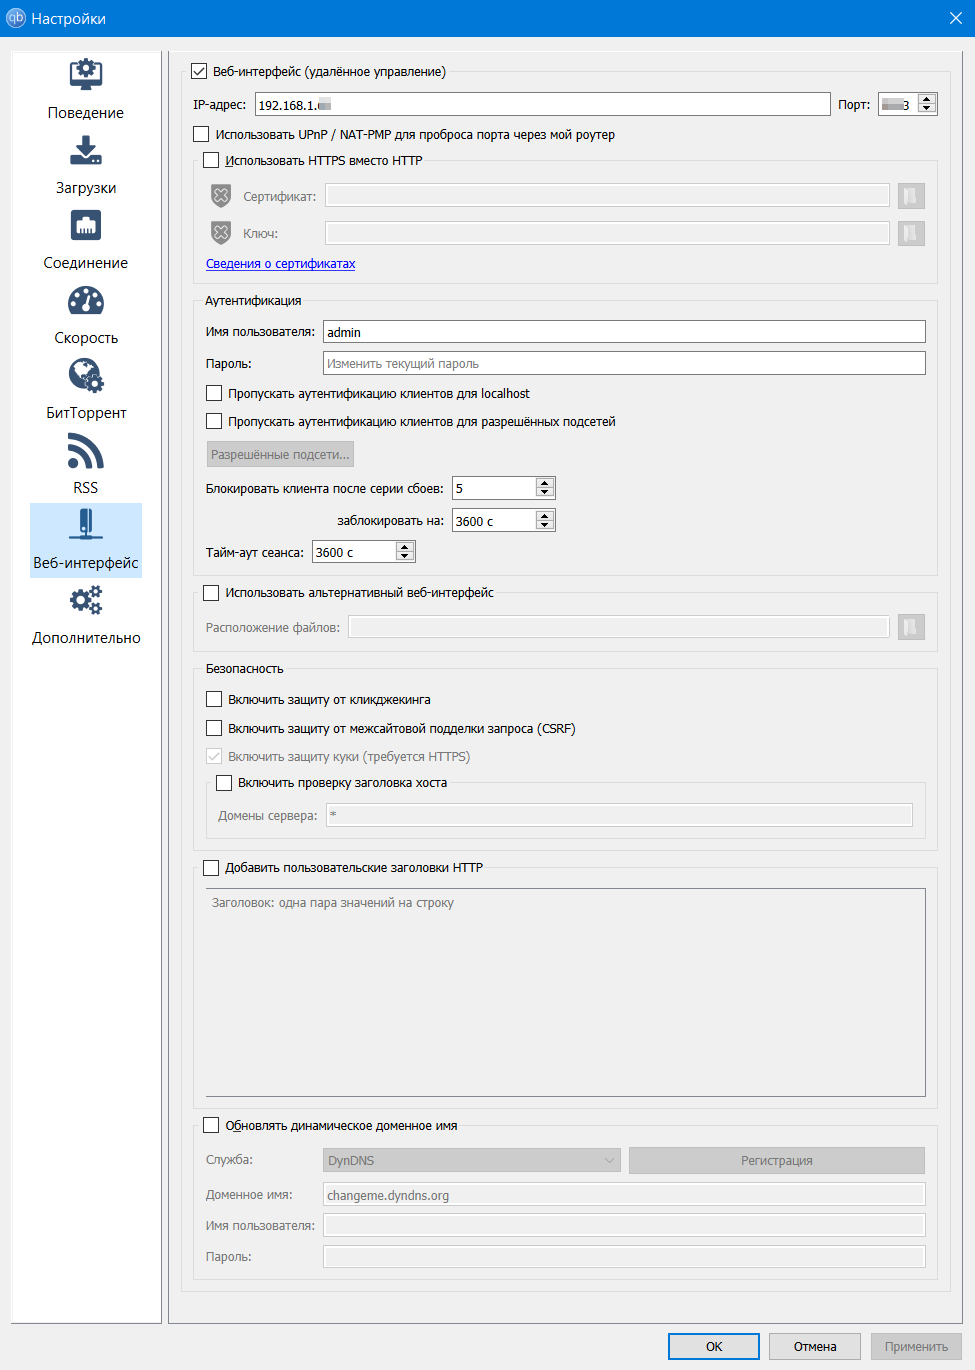 Настройки
Поведение
Загрузки
Соединение
Скорость
БитТоррент
RSS
Веб-интерфейс
Дополнительно
Веб-интерфейс (удалённое управление)
IP-адрес: 192.168.1. Порт: 3
Использовать UPnP / NAT-PMP для проброса порта через мой роутер
Использовать HTTPS вместо HTTP
Сертификат:
Ключ:
Сведения о сертификатах
Аутентификация
Имя пользователя: admin
Пароль: Изменить текущий пароль
Пропускать аутентификацию клиентов для localhost
Пропускать аутентификацию клиентов для разрешённых подсетей
Разрешённые подсети...
Блокировать клиента после серии сбоев: 5
заблокировать на: 3600 с
Тайм-аут сеанса: 3600 с
Использовать альтернативный веб-интерфейс
Расположение файлов:
Безопасность
Включить защиту от кликджекинга
Включить защиту от межсайтовой подделки запроса (CSRF)
Включить защиту куки (требуется HTTPS)
Включить проверку заголовка хоста
Домены сервера: *
Добавить пользовательские заголовки HTTP
Заголовок: одна пара значений на строку
Обновлять динамическое доменное имя
Служба: DynDNS Регистрация
Доменное имя: changeme.dyndns.org
Имя пользователя:
Пароль:
OK Отмена Применить